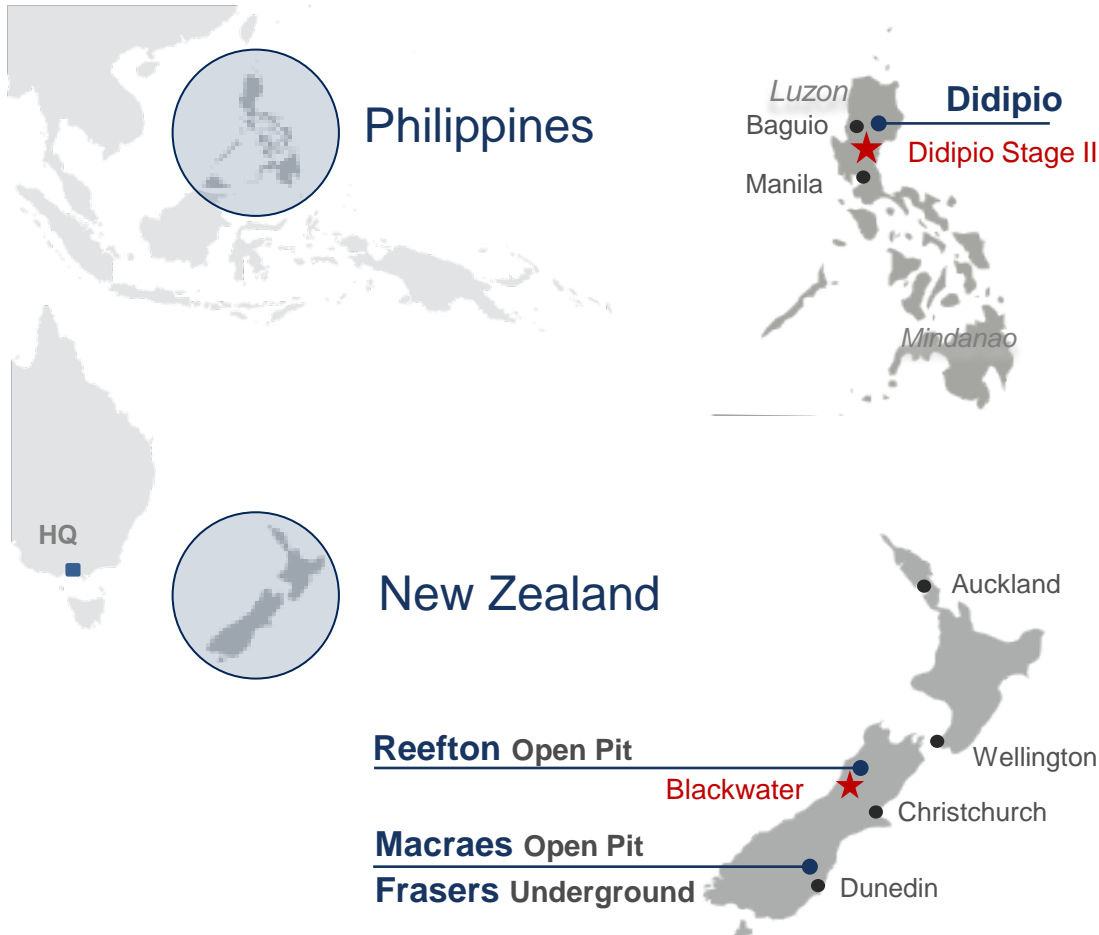 Philippines
Luzon
Didipio
Baguio
Didipio Stage II
Manila
Mindanao
HQ
New Zealand
Auckland
Reefton Open Pit
Wellington
Blackwater
Christchurch
Macraes Open Pit
Frasers Underground
Dunedin